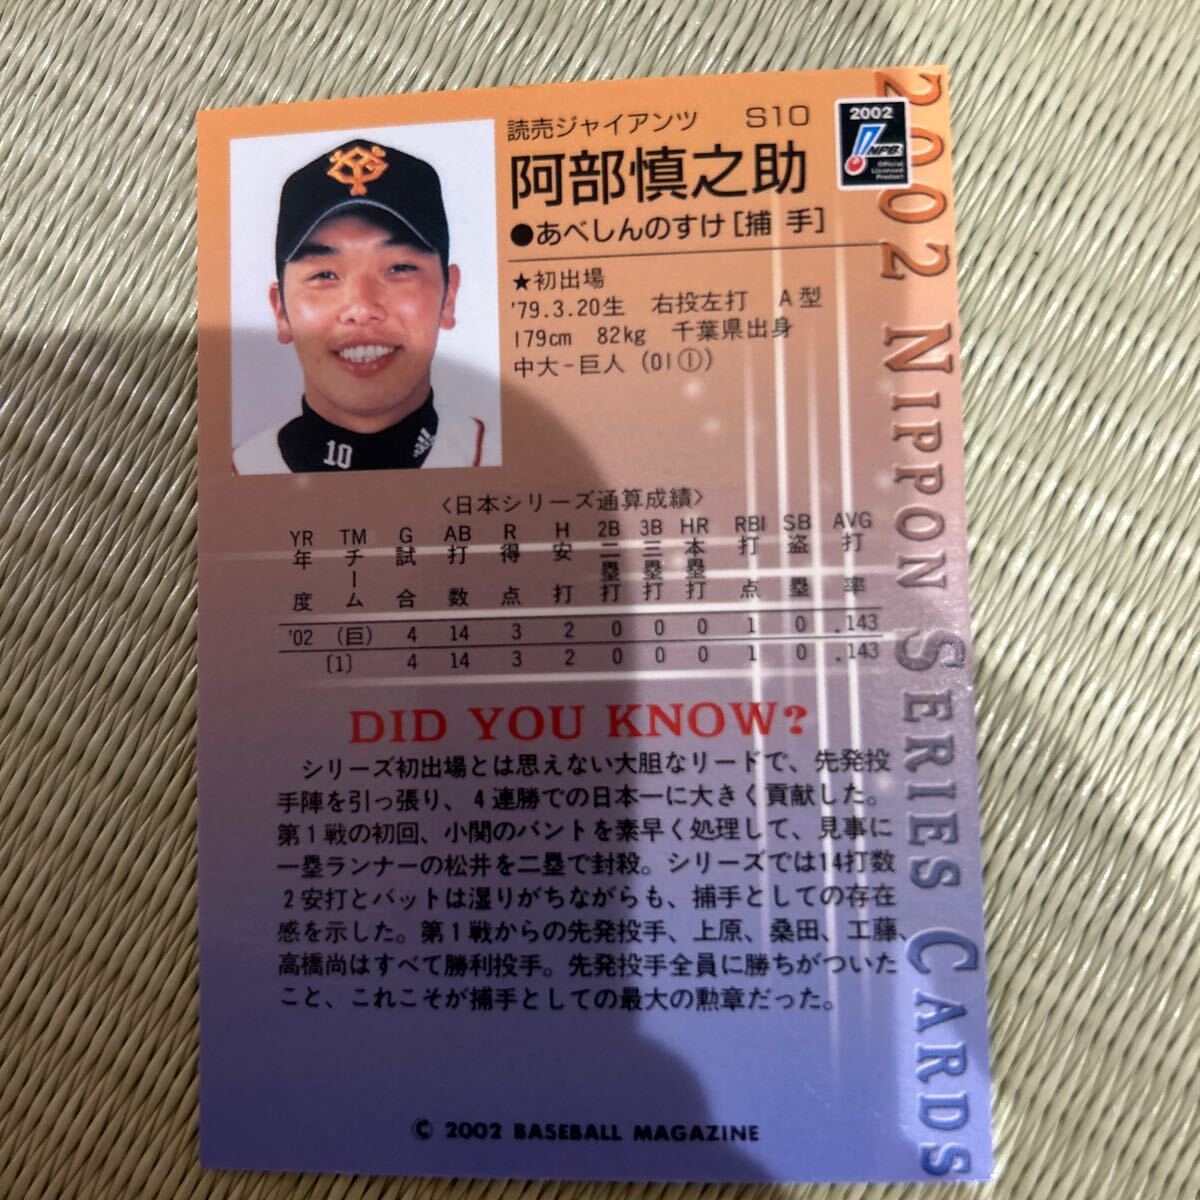 読売ジャイアンツ S10
阿部慎之助
●あべしんのすけ[捕 手]
★初出場
'79.3.20生 右投左打 A型
179cm 82kg 千葉県出身
中大-巨人(01①)
2002
NPB
Official
Licensed
Product
2002 NIPPON SERIES CARDS
YG
10
〈日本シリーズ通算成績〉
YR TM G AB R H 2B 3B HR RBI SB AVG
年度 チーム 試合 打数 得点 安打 二塁打 三塁打 本塁打 打点 盗塁 打率
'02 (巨) 4 14 3 2 0 0 0 1 0 .143
〔1〕 4 14 3 2 0 0 0 1 0 .143
DID YOU KNOW?
シリーズ初出場とは思えない大胆なリードで、先発投
手陣を引っ張り、4連勝での日本一に大きく貢献した。
第1戦の初回、小関のバントを素早く処理して、見事に
一塁ランナーの松井を二塁で封殺。シリーズでは14打数
2安打とバットは湿りがちながらも、捕手としての存在
感を示した。第1戦からの先発投手、上原、桑田、工藤、
高橋尚はすべて勝利投手。先発投手全員に勝ちがついた
こと、これこそが捕手としての最大の勲章だった。
© 2002 BASEBALL MAGAZINE